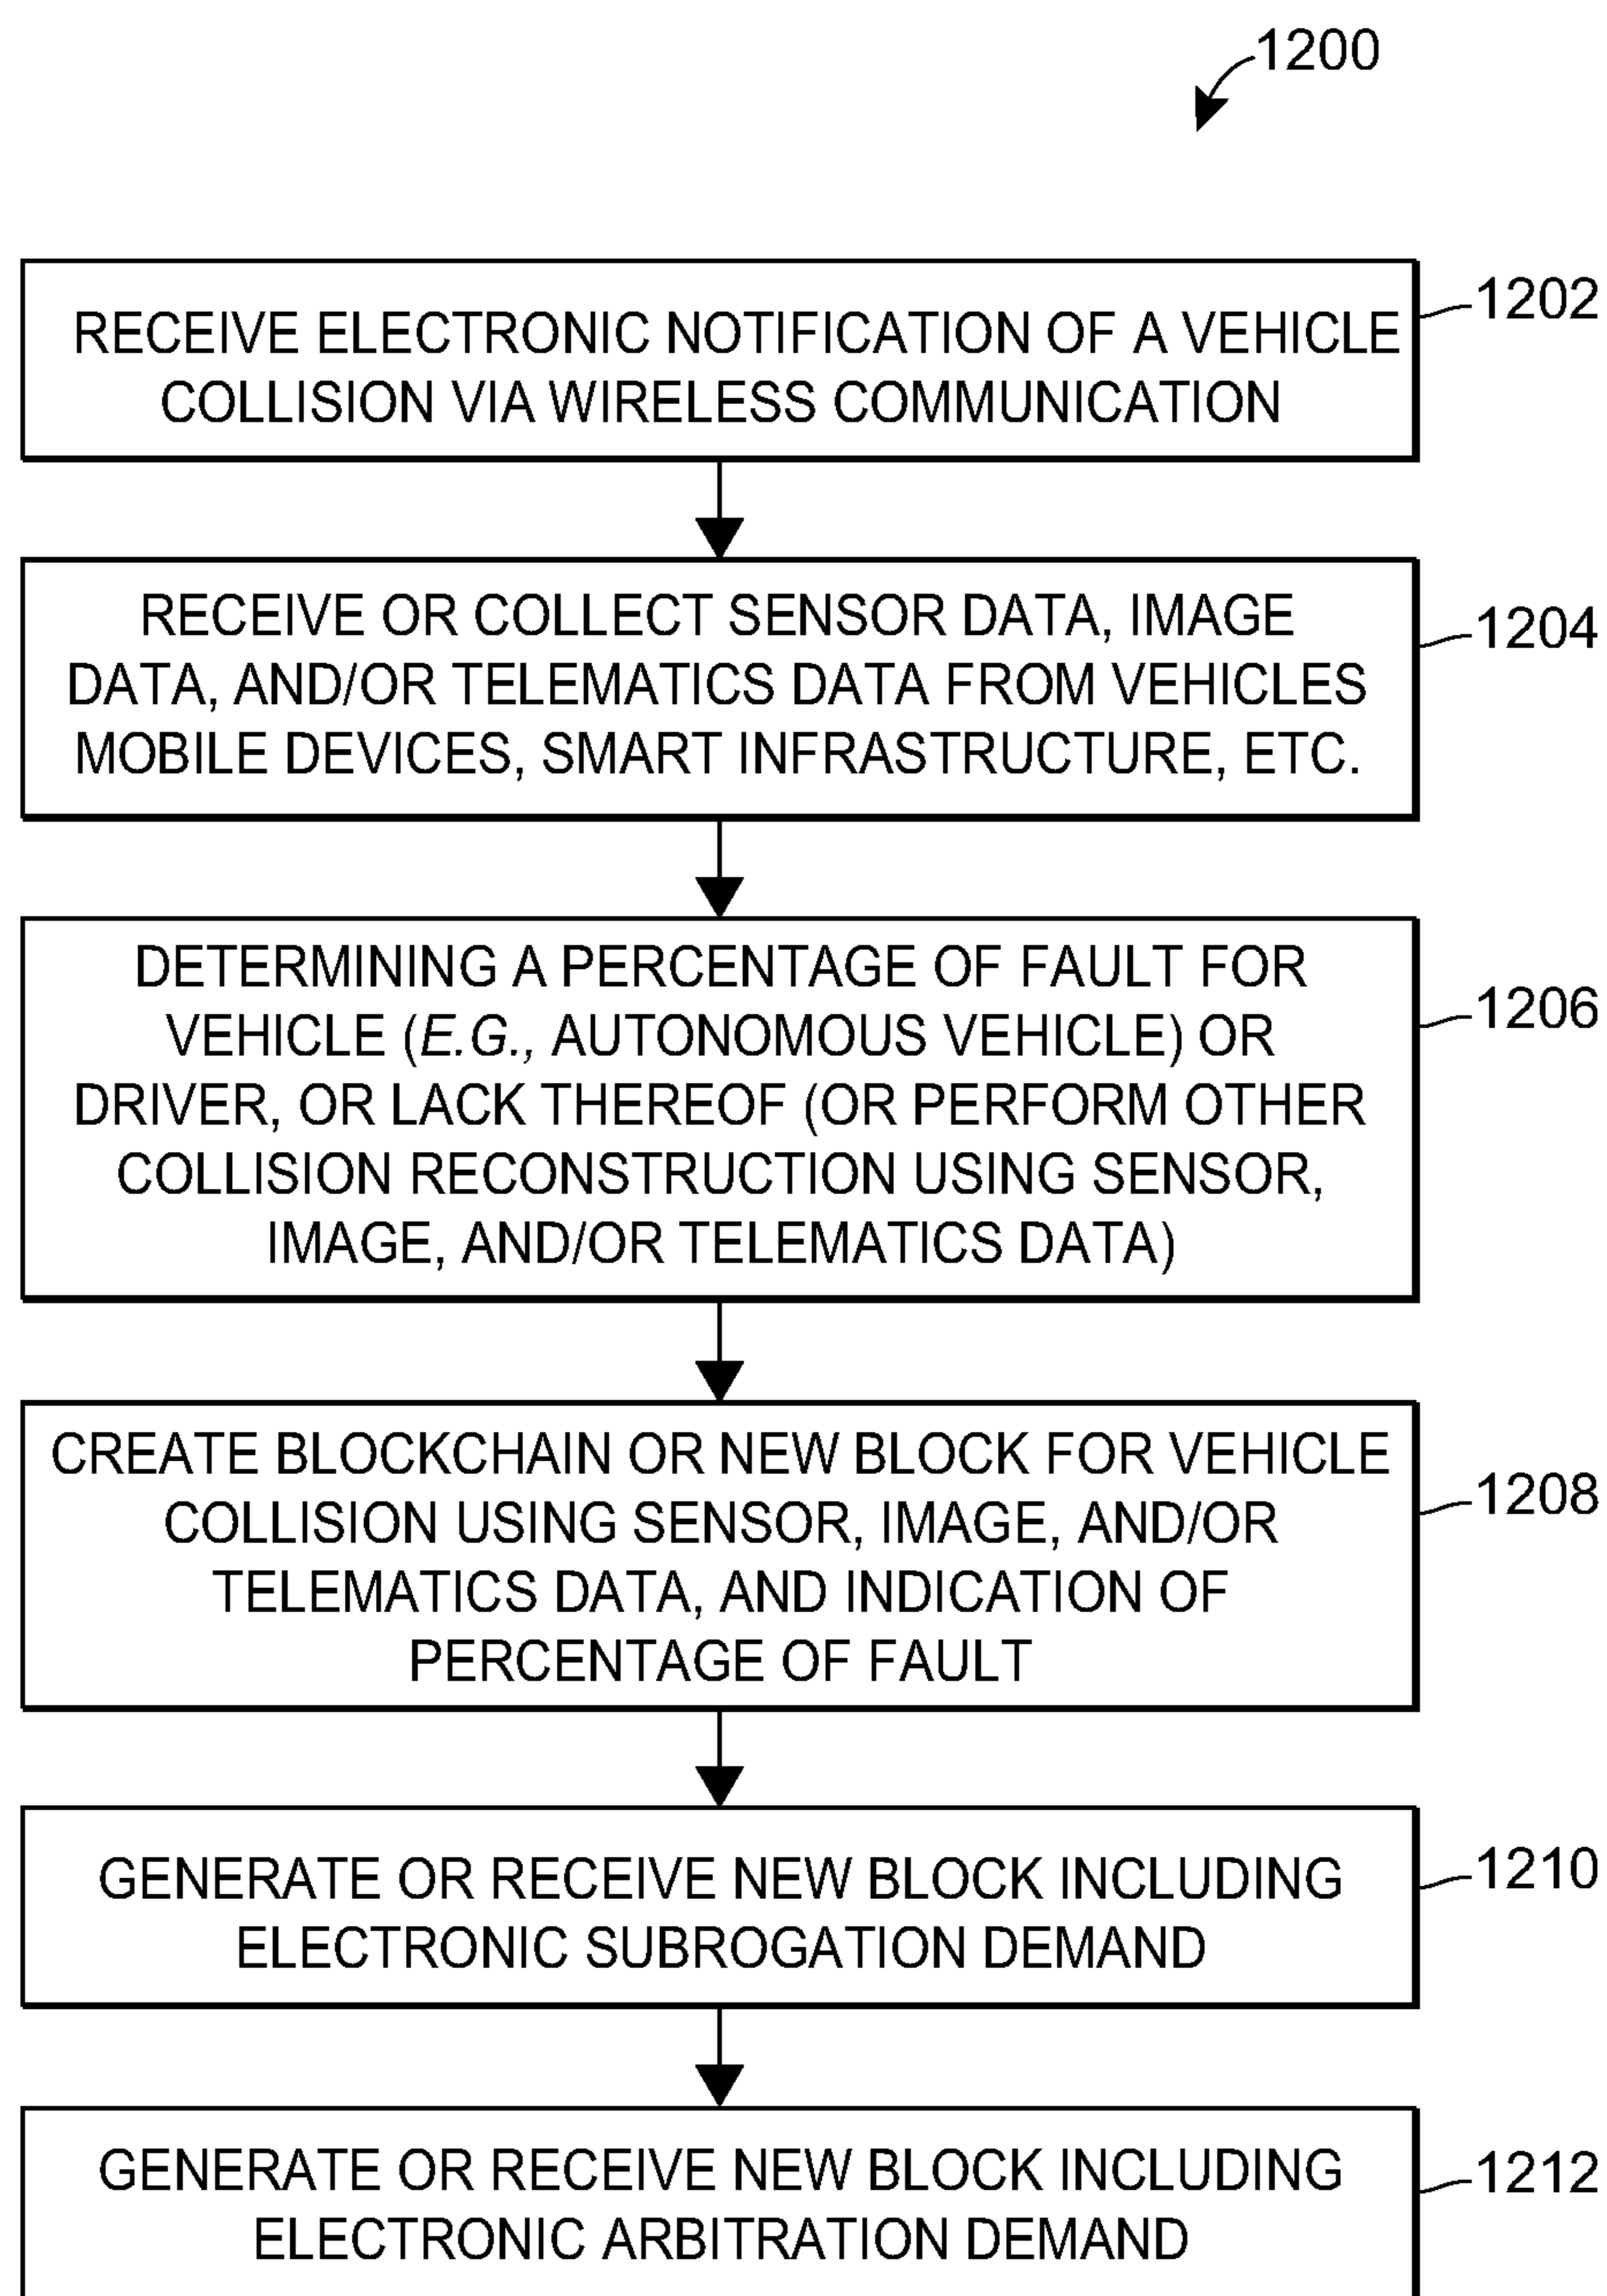 1200
RECEIVE ELECTRONIC NOTIFICATION OF A VEHICLE
COLLISION VIA WIRELESS COMMUNICATION
1202
RECEIVE OR COLLECT SENSOR DATA, IMAGE
DATA, AND/OR TELEMATICS DATA FROM VEHICLES
MOBILE DEVICES, SMART INFRASTRUCTURE, ETC.
1204
DETERMINING A PERCENTAGE OF FAULT FOR
VEHICLE (E.G., AUTONOMOUS VEHICLE) OR
DRIVER, OR LACK THEREOF (OR PERFORM OTHER
COLLISION RECONSTRUCTION USING SENSOR,
IMAGE, AND/OR TELEMATICS DATA)
1206
CREATE BLOCKCHAIN OR NEW BLOCK FOR VEHICLE
COLLISION USING SENSOR, IMAGE, AND/OR
TELEMATICS DATA, AND INDICATION OF
PERCENTAGE OF FAULT
1208
GENERATE OR RECEIVE NEW BLOCK INCLUDING
ELECTRONIC SUBROGATION DEMAND
1210
GENERATE OR RECEIVE NEW BLOCK INCLUDING
ELECTRONIC ARBITRATION DEMAND
1212